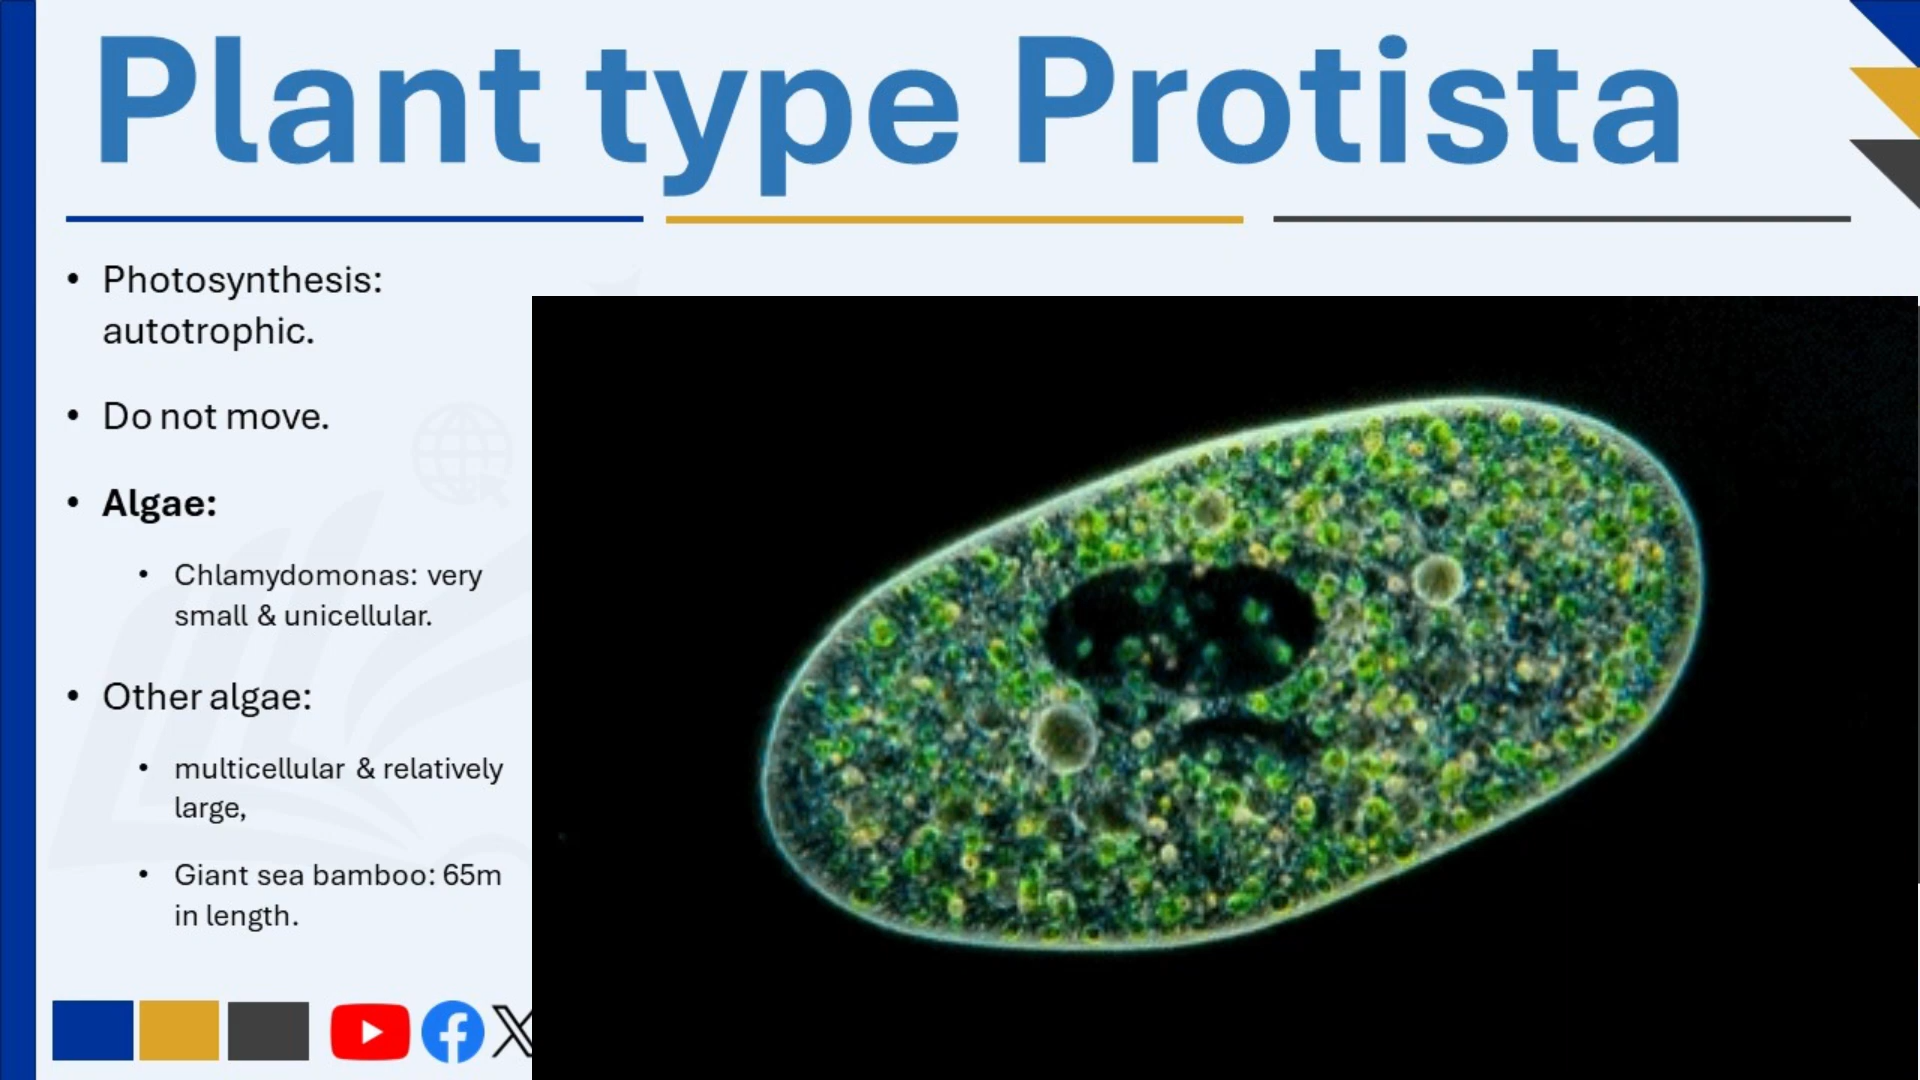 Plant type Protista
• Photosynthesis:
autotrophic.
• Do not move.
• Algae:
• Chlamydomonas: very
small & unicellular.
• Other algae:
• multicellular & relatively
large,
• Giant sea bamboo: 65m
in length.